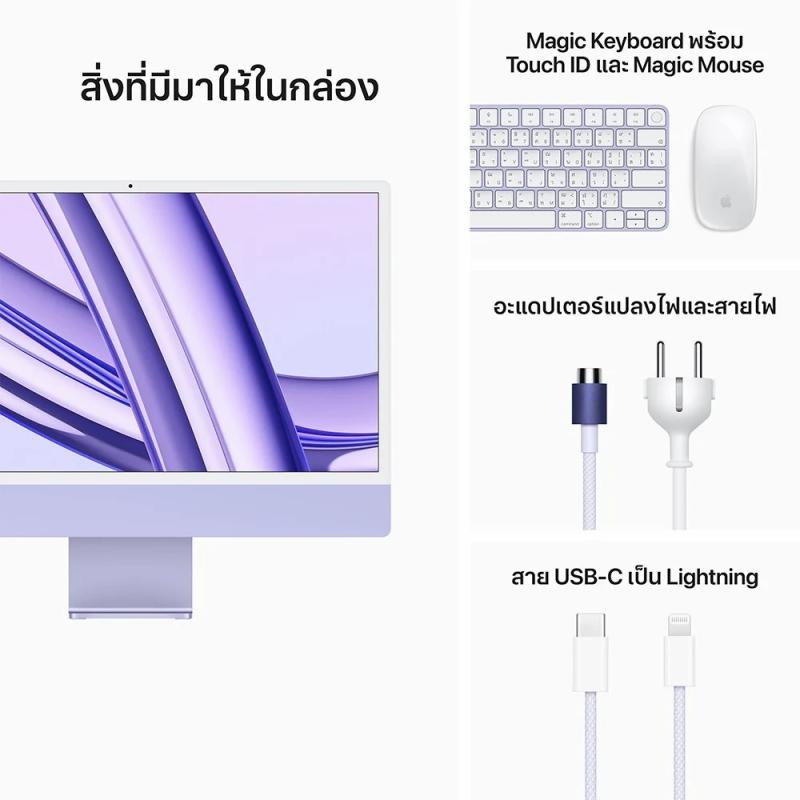 สิ่งที่มีมาให้ในกล่อง
Magic Keyboard พร้อม
Touch ID และ Magic Mouse
command option
อะแดปเตอร์แปลงไฟและสายไฟ
สาย USB-C เป็น Lightning